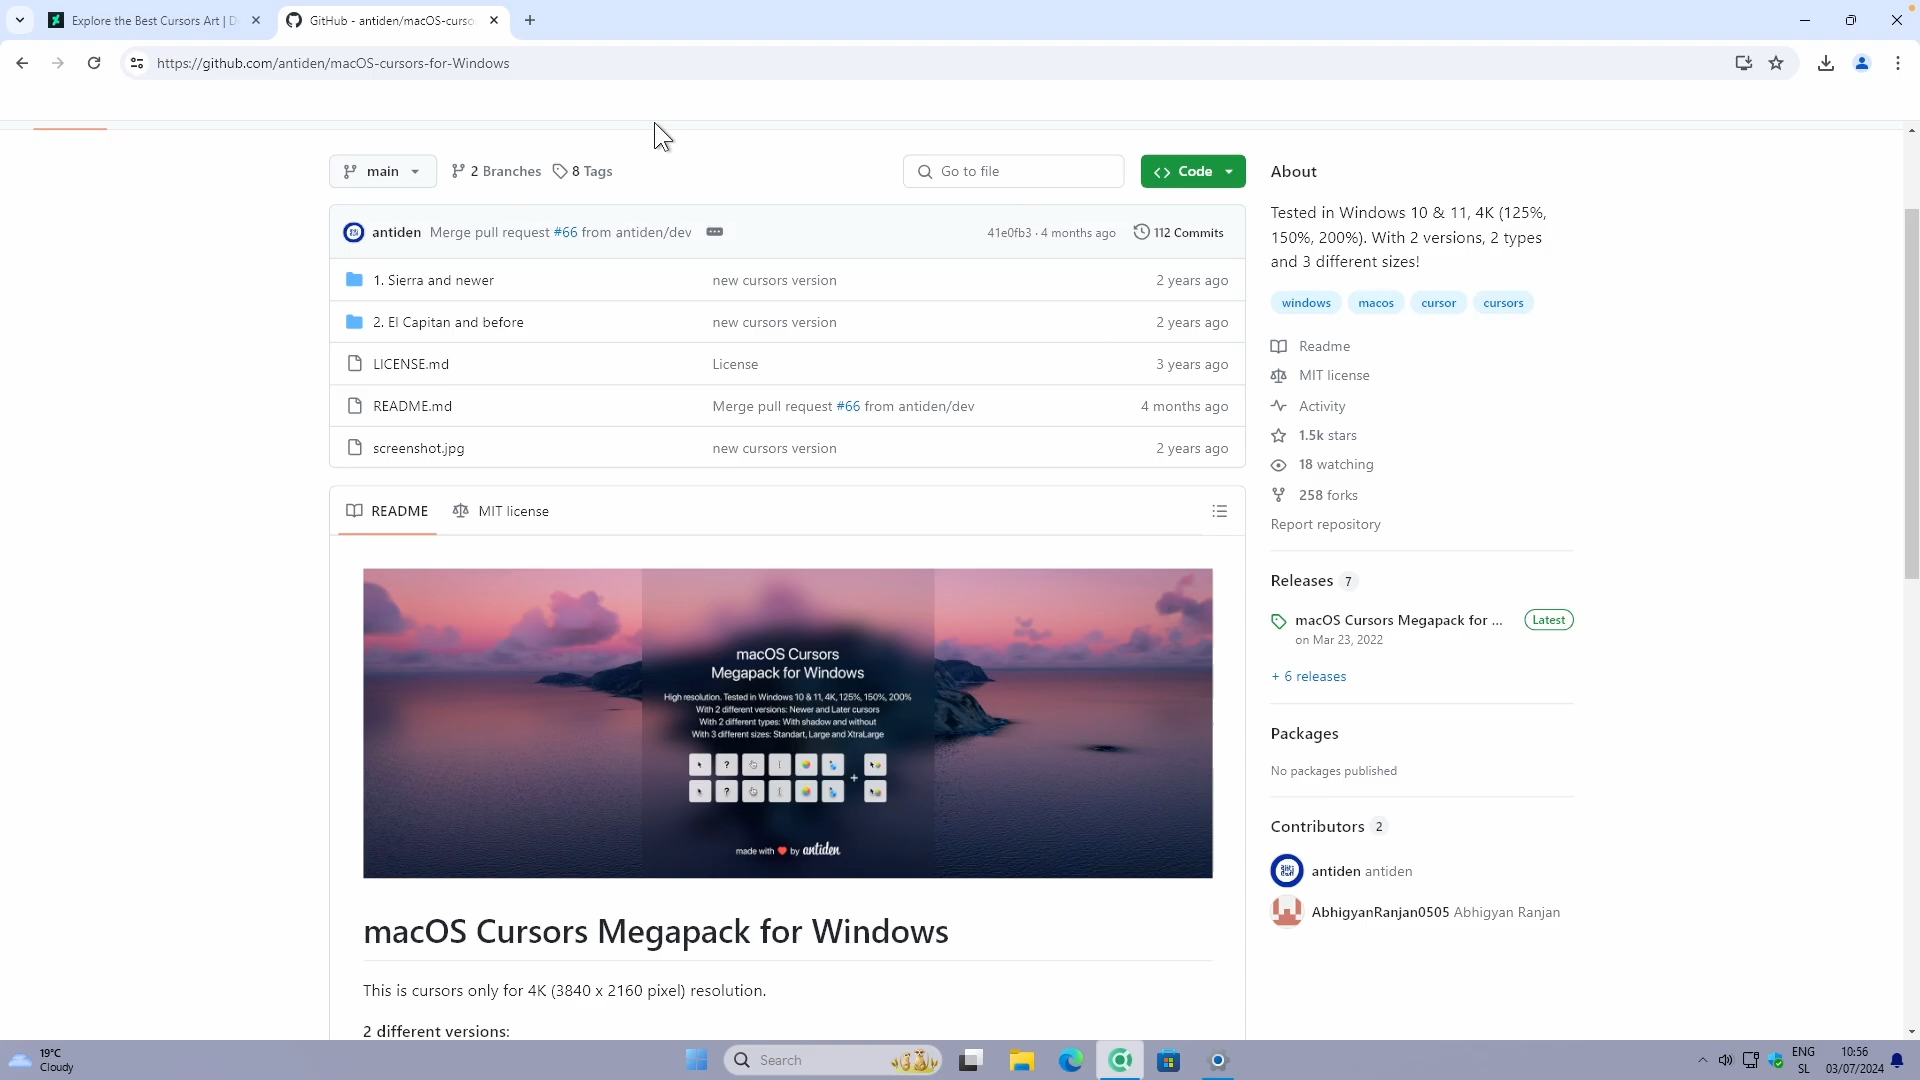 Explore the Best Cursors Art | D
GitHub - antiden/macOS-curso
https://github.com/antiden/macOS-cursors-for-Windows
main
2 Branches
8 Tags
Go to file
Code
antiden Merge pull request #66 from antiden/dev
41e0fb3 · 4 months ago
112 Commits
1. Sierra and newer
new cursors version
2 years ago
2. El Capitan and before
new cursors version
2 years ago
LICENSE.md
License
3 years ago
README.md
Merge pull request #66 from antiden/dev
4 months ago
screenshot.jpg
new cursors version
2 years ago
README
MIT license
macOS Cursors
Megapack for Windows
High resolution. Tested in Windows 10 & 11, 4K, 125%, 150%, 200%
With 2 different versions: Newer and Later cursors
With 2 different types: With shadow and without
With 3 different sizes: Standart, Large and XtraLarge
made with ❤ by antiden
macOS Cursors Megapack for Windows
This is cursors only for 4K (3840 x 2160 pixel) resolution.
2 different versions:
About
Tested in Windows 10 & 11, 4K (125%,
150%, 200%). With 2 versions, 2 types
and 3 different sizes!
windows
macos
cursor
cursors
Readme
MIT license
Activity
1.5k stars
18 watching
258 forks
Report repository
Releases 7
macOS Cursors Megapack for ...
Latest
on Mar 23, 2022
+ 6 releases
Packages
No packages published
Contributors 2
antiden antiden
AbhigyanRanjan0505 Abhigyan Ranjan
19°C
Cloudy
Search
ENG
SL
10:56
03/07/2024